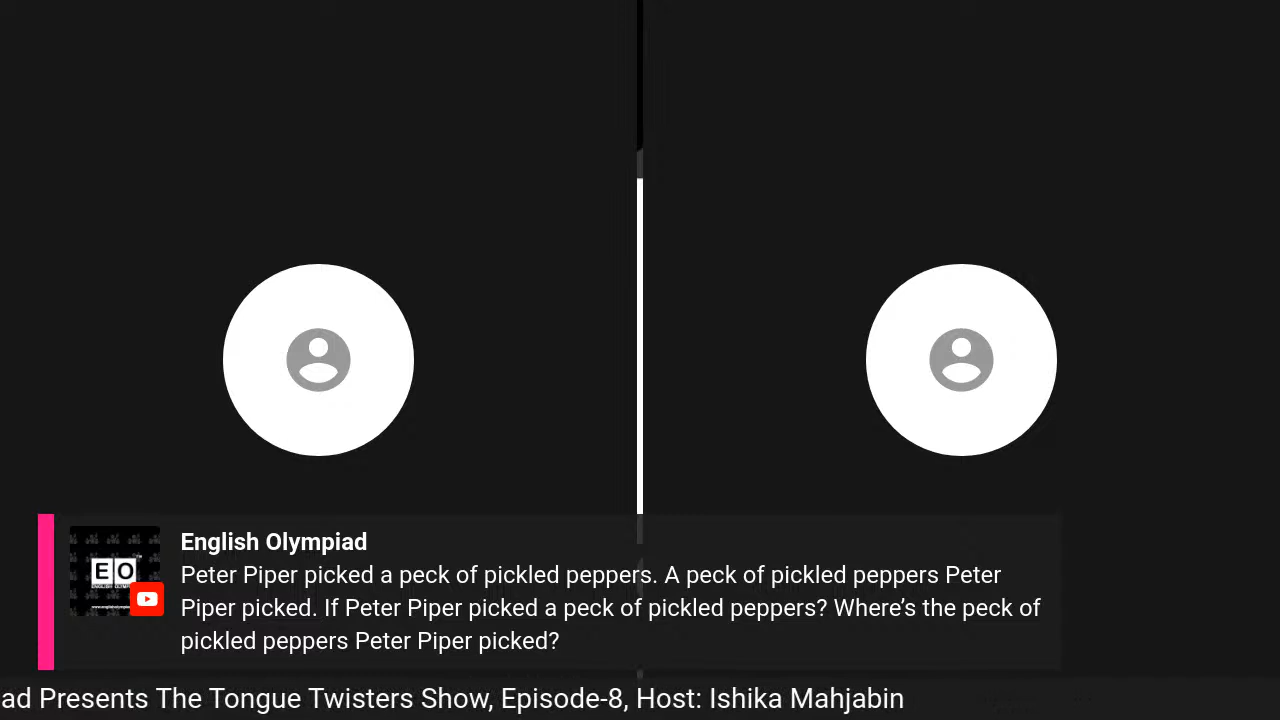 English Olympiad
Peter Piper picked a peck of pickled peppers. A peck of pickled peppers Peter
Piper picked. If Peter Piper picked a peck of pickled peppers? Where’s the peck of
pickled peppers Peter Piper picked?
EO
ad Presents The Tongue Twisters Show, Episode-8, Host: Ishika Mahjabin